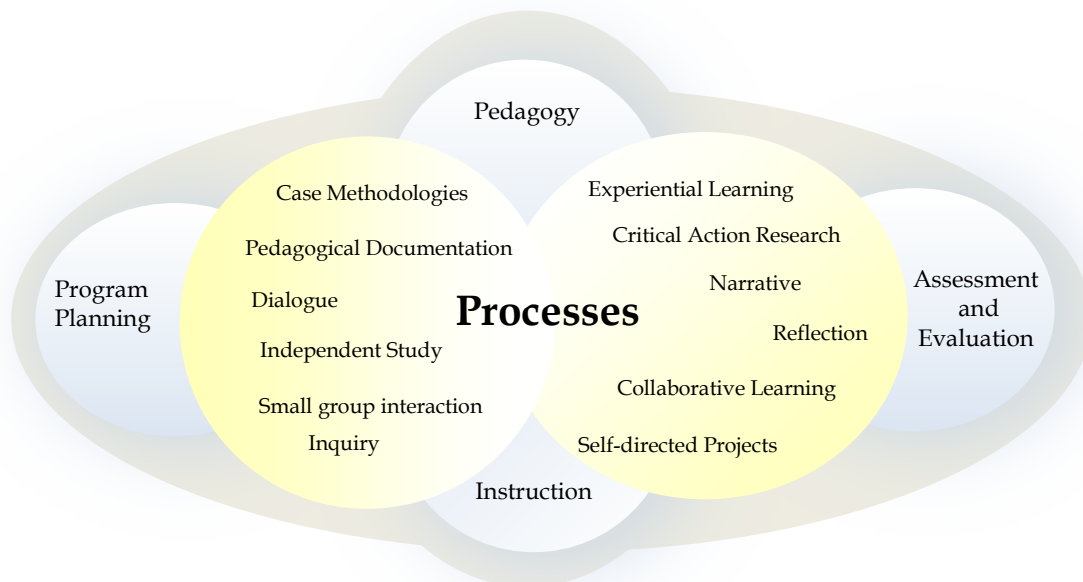 Pedagogy
Case Methodologies
Pedagogical Documentation
Dialogue
Independent Study
Small group interaction
Inquiry
Processes
Experiential Learning
Critical Action Research
Narrative
Reflection
Collaborative Learning
Self-directed Projects
Program
Planning
Assessment
and
Evaluation
Instruction